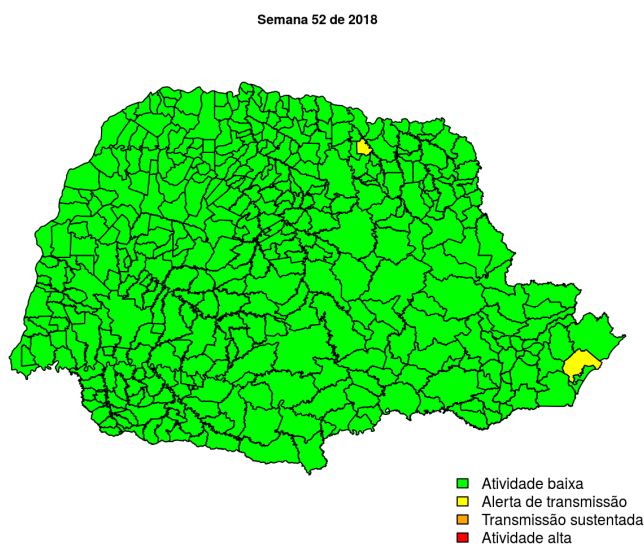 Semana 52 de 2018
Atividade baixa
Alerta de transmissão
Transmissão sustentada
Atividade alta